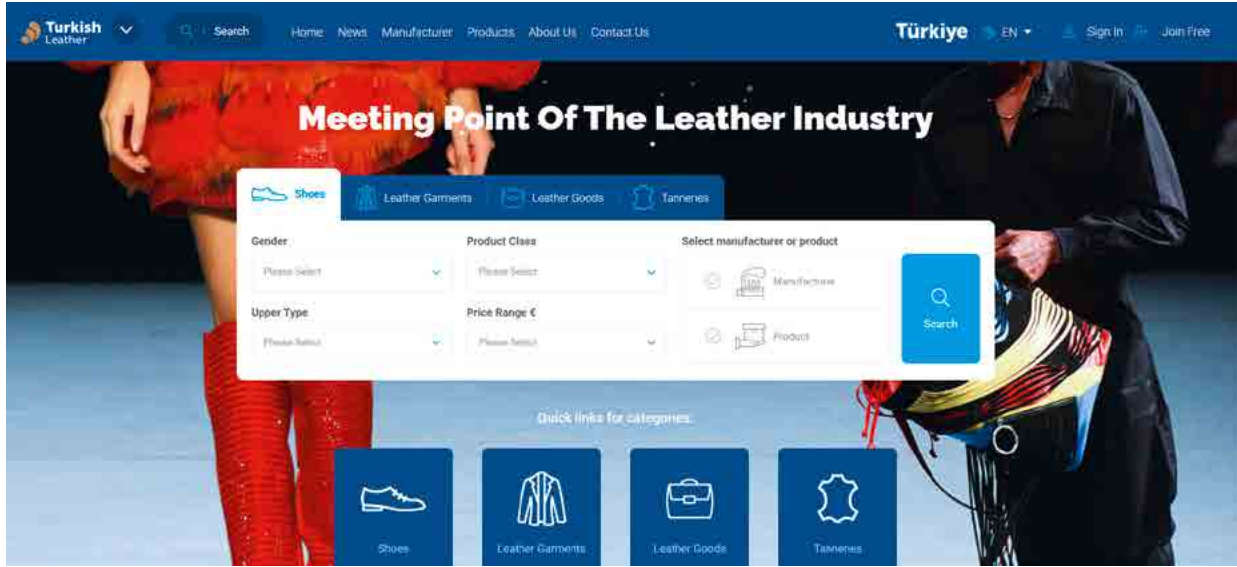 Turkish
Leather
Search
Home News Manufacturer Products About Us Contact Us
Türkiye
EN
Sign In
Join Free
Meeting Point Of The Leather Industry
Shoes
Leather Garments
Leather Goods
Tanneries
Gender
Product Class
Select manufacturer or product
Please Select
Please Select
Manufacturer
Upper Type
Price Range €
Search
Please Select
Please Select
Product
Quick links for categories:
Shoes
Leather Garments
Leather Goods
Tanneries